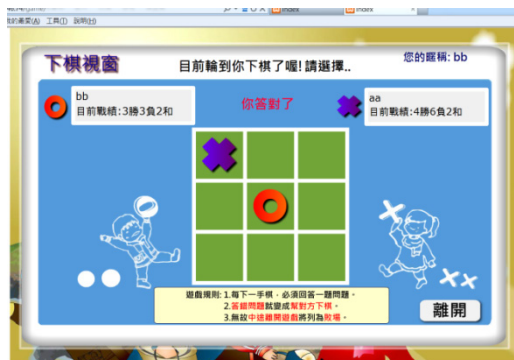 工具(T) 說明(H)
下棋視窗
目前輪到你下棋了喔!請選擇..
您的暱稱: bb
bb
目前戰績:3勝3負2和
你答對了
aa
目前戰績:4勝6負2和
遊戲規則: 1.每下一手棋，必須回答一題問題。
2.答錯問題就變成幫對方下棋。
3.無故中途離開遊戲將列為敗場。
離開